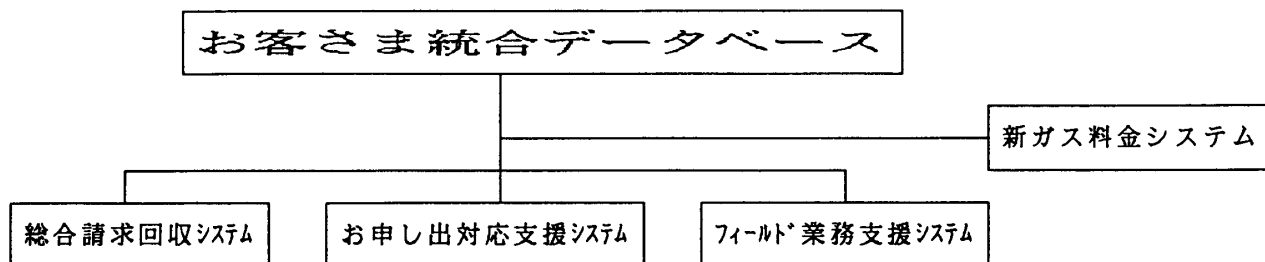 お客さま統合データベース
新ガス料金システム
総合請求回収ｼｽﾃﾑ
お申し出対応支援ｼｽﾃﾑ
ﾌｨｰﾙﾄﾞ業務支援ｼｽﾃﾑ